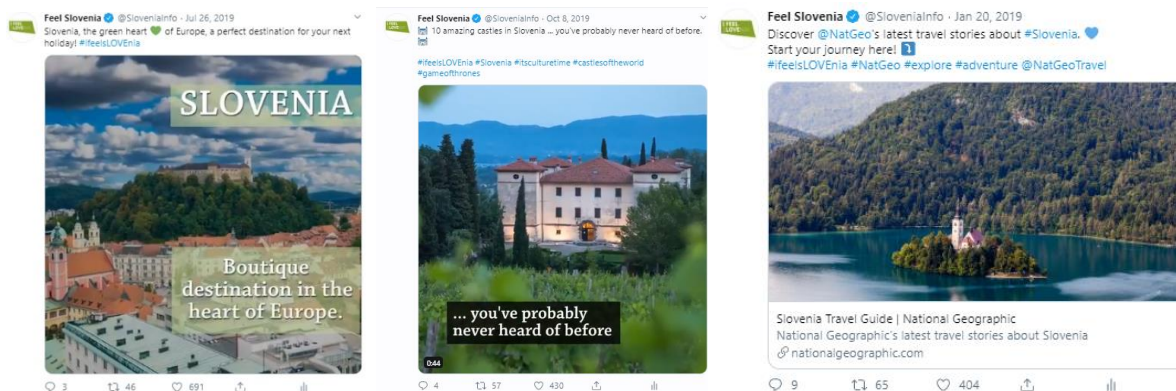 I FEEL
LOVE
Feel Slovenia @SloveniaInfo · Jul 26, 2019
Slovenia, the green heart 💚 of Europe, a perfect destination for your next
holiday! #ifeelsLOVEnia
SLOVENIA
Boutique
destination in the
heart of Europe.
3 46 691
Feel Slovenia @SloveniaInfo · Oct 8, 2019
10 amazing castles in Slovenia ... you've probably never heard of before.
#ifeelsLOVEnia #Slovenia #itsculturetime #castlesoftheworld
#gameofthrones
... you've probably
never heard of before
0:44
4 57 430
I FEEL
LOVE
Feel Slovenia @SloveniaInfo · Jan 20, 2019
Discover @NatGeo's latest travel stories about #Slovenia. 💙
Start your journey here! ⤵
#ifeelsLOVEnia #NatGeo #explore #adventure @NatGeoTravel
Slovenia Travel Guide | National Geographic
National Geographic's latest travel stories about Slovenia
nationalgeographic.com
9 65 404